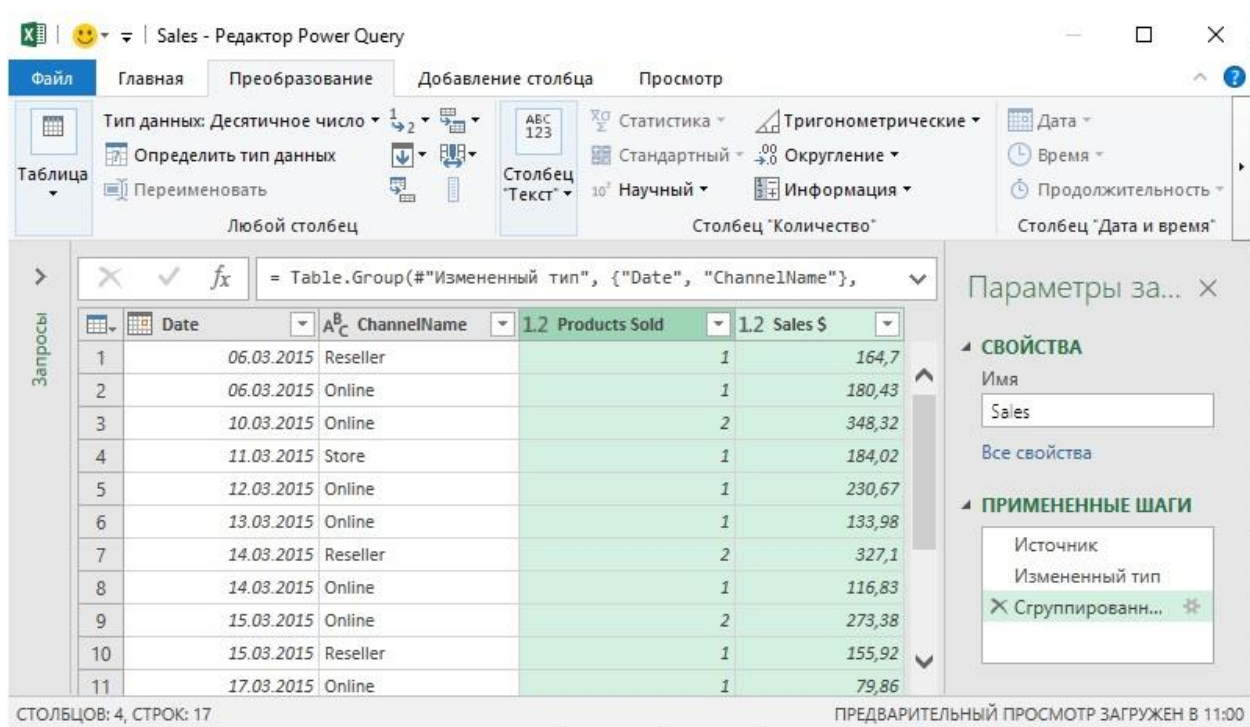 Sales - Редактор Power Query
Файл Главная Преобразование Добавление столбца Просмотр
Таблица
Тип данных: Десятичное число
Определить тип данных
Переименовать
Любой столбец
ABC 123
Столбец "Текст"
Статистика
Стандартный
Научный
Тригонометрические
Округление
Информация
Столбец "Количество"
Дата
Время
Продолжительность
Столбец "Дата и время"
Запросы
fx = Table.Group(#"Измененный тип", {"Date", "ChannelName"},
Date ABC ChannelName 1.2 Products Sold 1.2 Sales $
1 06.03.2015 Reseller 1 164,7
2 06.03.2015 Online 1 180,43
3 10.03.2015 Online 2 348,32
4 11.03.2015 Store 1 184,02
5 12.03.2015 Online 1 230,67
6 13.03.2015 Online 1 133,98
7 14.03.2015 Reseller 2 327,1
8 14.03.2015 Online 1 116,83
9 15.03.2015 Online 2 273,38
10 15.03.2015 Reseller 1 155,92
11 17.03.2015 Online 1 79,86
Параметры за...
СВОЙСТВА
Имя
Sales
Все свойства
ПРИМЕНЕННЫЕ ШАГИ
Источник
Измененный тип
Сгруппированн...
СТОЛБЦОВ: 4, СТРОК: 17
ПРЕДВАРИТЕЛЬНЫЙ ПРОСМОТР ЗАГРУЖЕН В 11:00